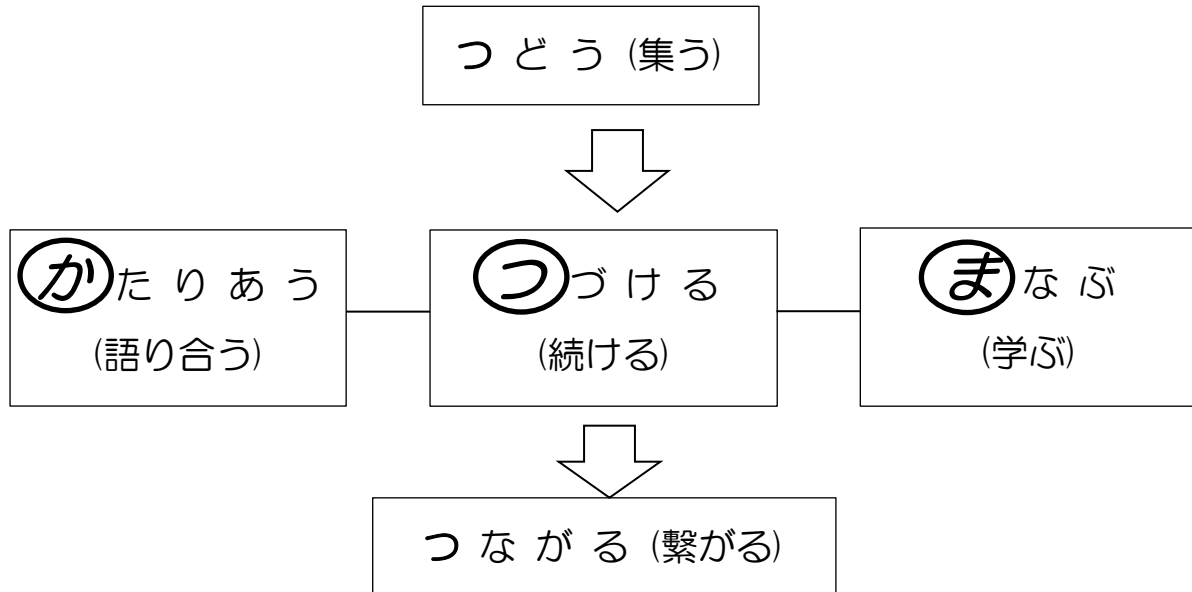 つどう(集う)
かたりあう
(語り合う)
つづける
(続ける)
まなぶ
(学ぶ)
つながる(繋がる)